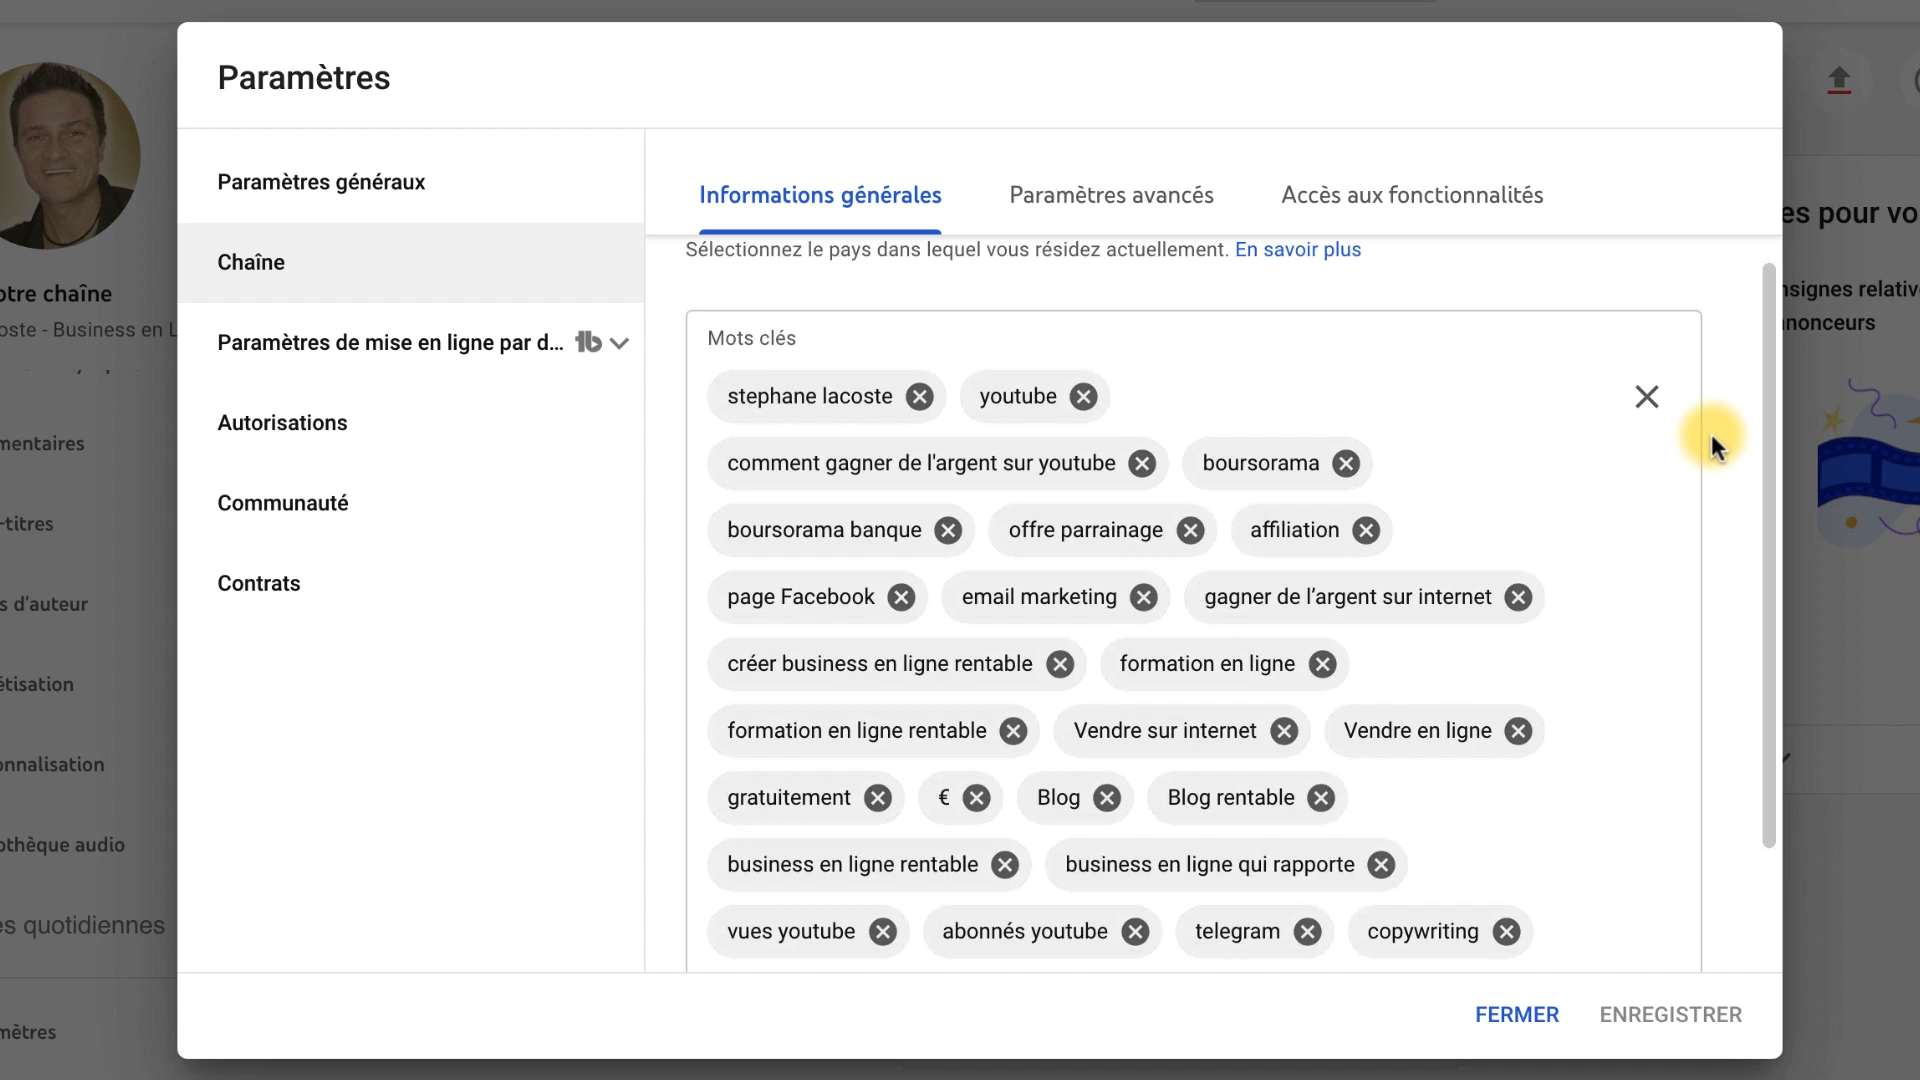 Paramètres
Paramètres généraux
Chaîne
Paramètres de mise en ligne par d...
Autorisations
Communauté
Contrats
Informations générales
Paramètres avancés
Accès aux fonctionnalités
Sélectionnez le pays dans lequel vous résidez actuellement. En savoir plus
Mots clés
stephane lacoste
youtube
comment gagner de l'argent sur youtube
boursorama
boursorama banque
offre parrainage
affiliation
page Facebook
email marketing
gagner de l’argent sur internet
créer business en ligne rentable
formation en ligne
formation en ligne rentable
Vendre sur internet
Vendre en ligne
gratuitement
€
Blog
Blog rentable
business en ligne rentable
business en ligne qui rapporte
vues youtube
abonnés youtube
telegram
copywriting
FERMER
ENREGISTRER
otre chaîne
oste - Business en L
mentaires
-titres
s d'auteur
étisation
onnalisation
othèque audio
es quotidiennes
mètres
es pour vo
nsignes relativ
nnonceurs